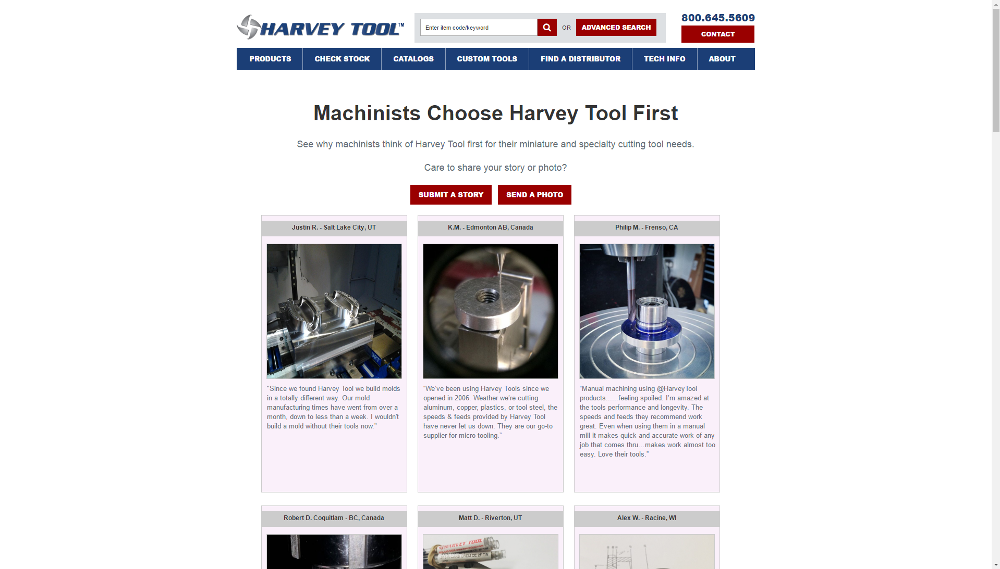 HARVEY TOOL™
Enter item code/keyword
OR
ADVANCED SEARCH
800.645.5609
CONTACT
PRODUCTS
CHECK STOCK
CATALOGS
CUSTOM TOOLS
FIND A DISTRIBUTOR
TECH INFO
ABOUT
Machinists Choose Harvey Tool First
See why machinists think of Harvey Tool first for their miniature and specialty cutting tool needs.
Care to share your story or photo?
SUBMIT A STORY
SEND A PHOTO
Justin R. - Salt Lake City, UT
"Since we found Harvey Tool we build molds
in a totally different way. Our mold
manufacturing times have went from over a
month, down to less than a week. I wouldn't
build a mold without their tools now."
K.M. - Edmonton AB, Canada
“We’ve been using Harvey Tools since we
opened in 2006. Weather we’re cutting
aluminum, copper, plastics, or tool steel, the
speeds & feeds provided by Harvey Tool
have never let us down. They are our go-to
supplier for micro tooling.”
Philip M. - Frenso, CA
“Manual machining using @HarveyTool
products......feeling spoiled. I’m amazed at
the tools performance and longevity. The
speeds and feeds they recommend work
great. Even when using them in a manual
mill it makes quick and accurate work of any
job that comes thru…makes work almost too
easy. Love their tools.”
Robert D. Coquitlam - BC, Canada
Matt D. - Riverton, UT
HARVEY TOOL
Alex W. - Racine, WI